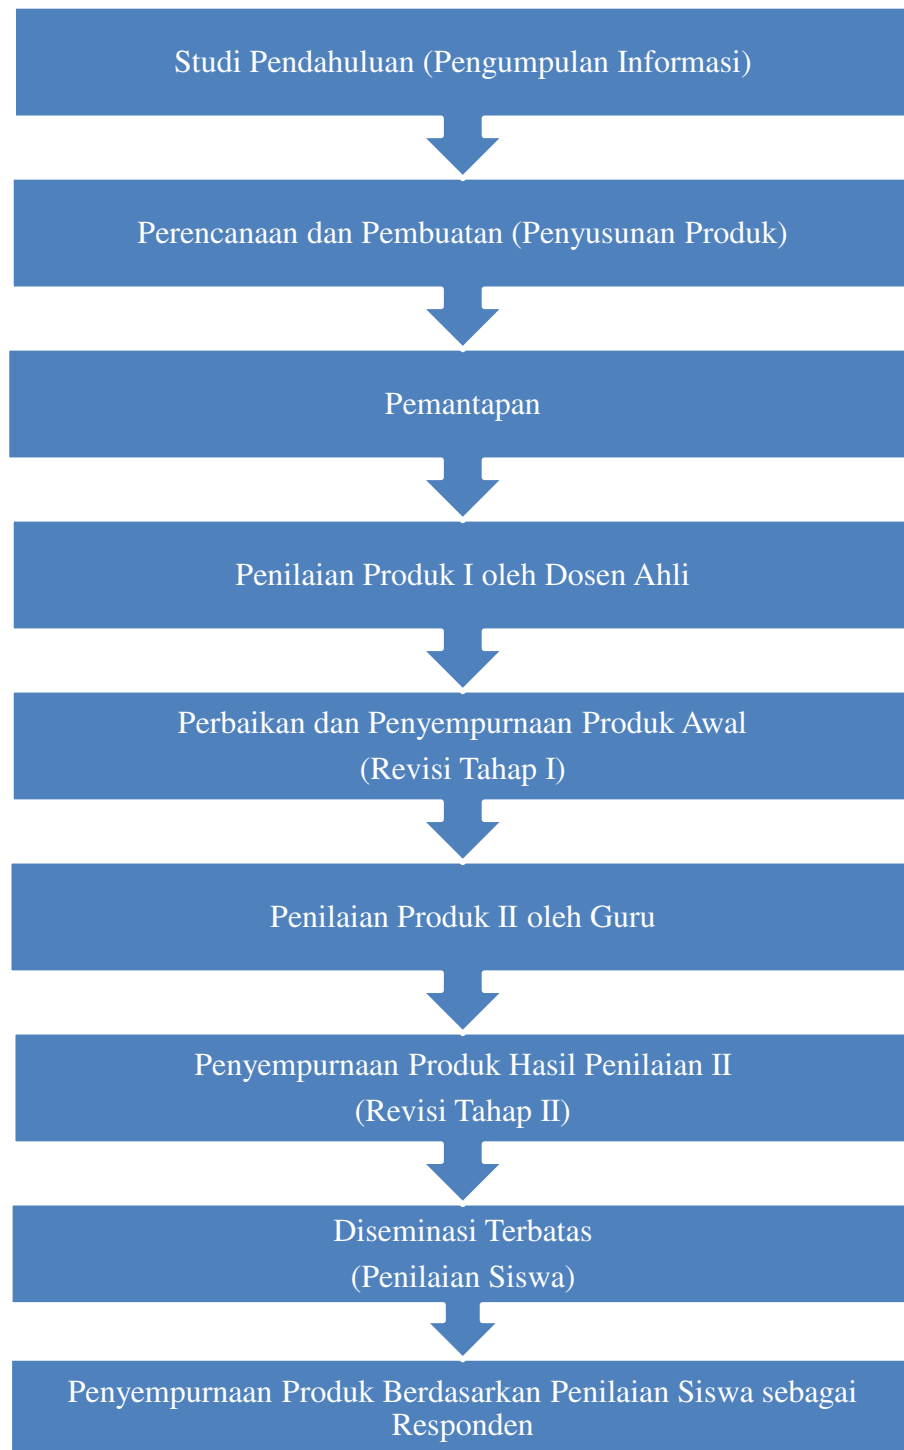 Studi Pendahuluan (Pengumpulan Informasi)
Perencanaan dan Pembuatan (Penyusunan Produk)
Pemantapan
Penilaian Produk I oleh Dosen Ahli
Perbaikan dan Penyempurnaan Produk Awal
(Revisi Tahap I)
Penilaian Produk II oleh Guru
Penyempurnaan Produk Hasil Penilaian II
(Revisi Tahap II)
Diseminasi Terbatas
(Penilaian Siswa)
Penyempurnaan Produk Berdasarkan Penilaian Siswa sebagai
Responden